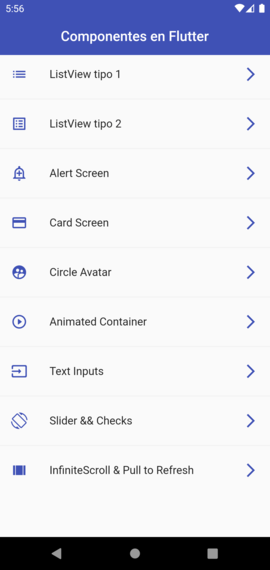 5:56
Componentes en Flutter
ListView tipo 1
ListView tipo 2
Alert Screen
Card Screen
Circle Avatar
Animated Container
Text Inputs
Slider && Checks
InfiniteScroll & Pull to Refresh